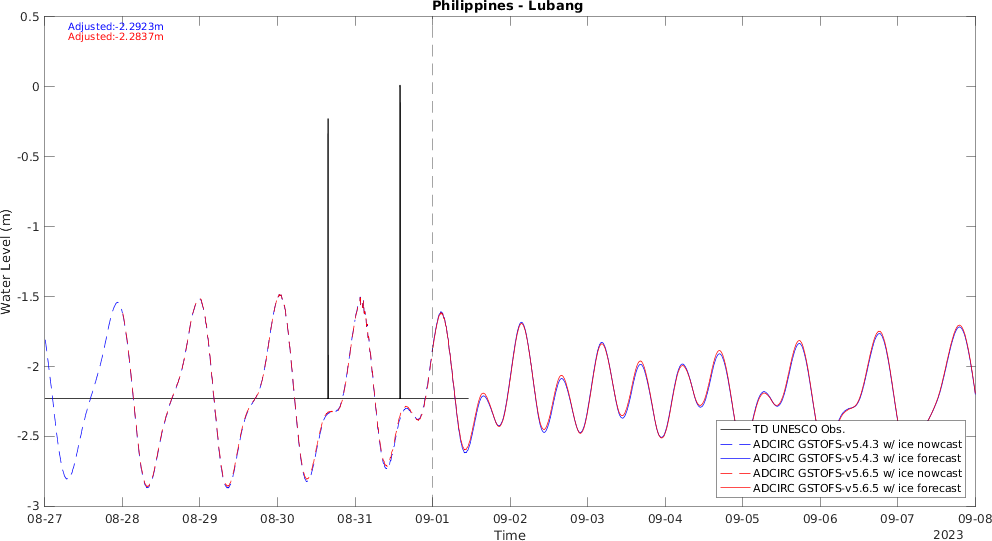 Philippines - Lubang
Adjusted:-2.2923m
Adjusted:-2.2837m
0.5
0
-0.5
-1
-1.5
-2
-2.5
-3
Water Level (m)
TD UNESCO Obs.
ADCIRC GSTOFS-v5.4.3 w/ ice nowcast
ADCIRC GSTOFS-v5.4.3 w/ ice forecast
ADCIRC GSTOFS-v5.6.5 w/ ice nowcast
ADCIRC GSTOFS-v5.6.5 w/ ice forecast
08-27 08-28 08-29 08-30 08-31 09-01 09-02 09-03 09-04 09-05 09-06 09-07 09-08
Time
2023